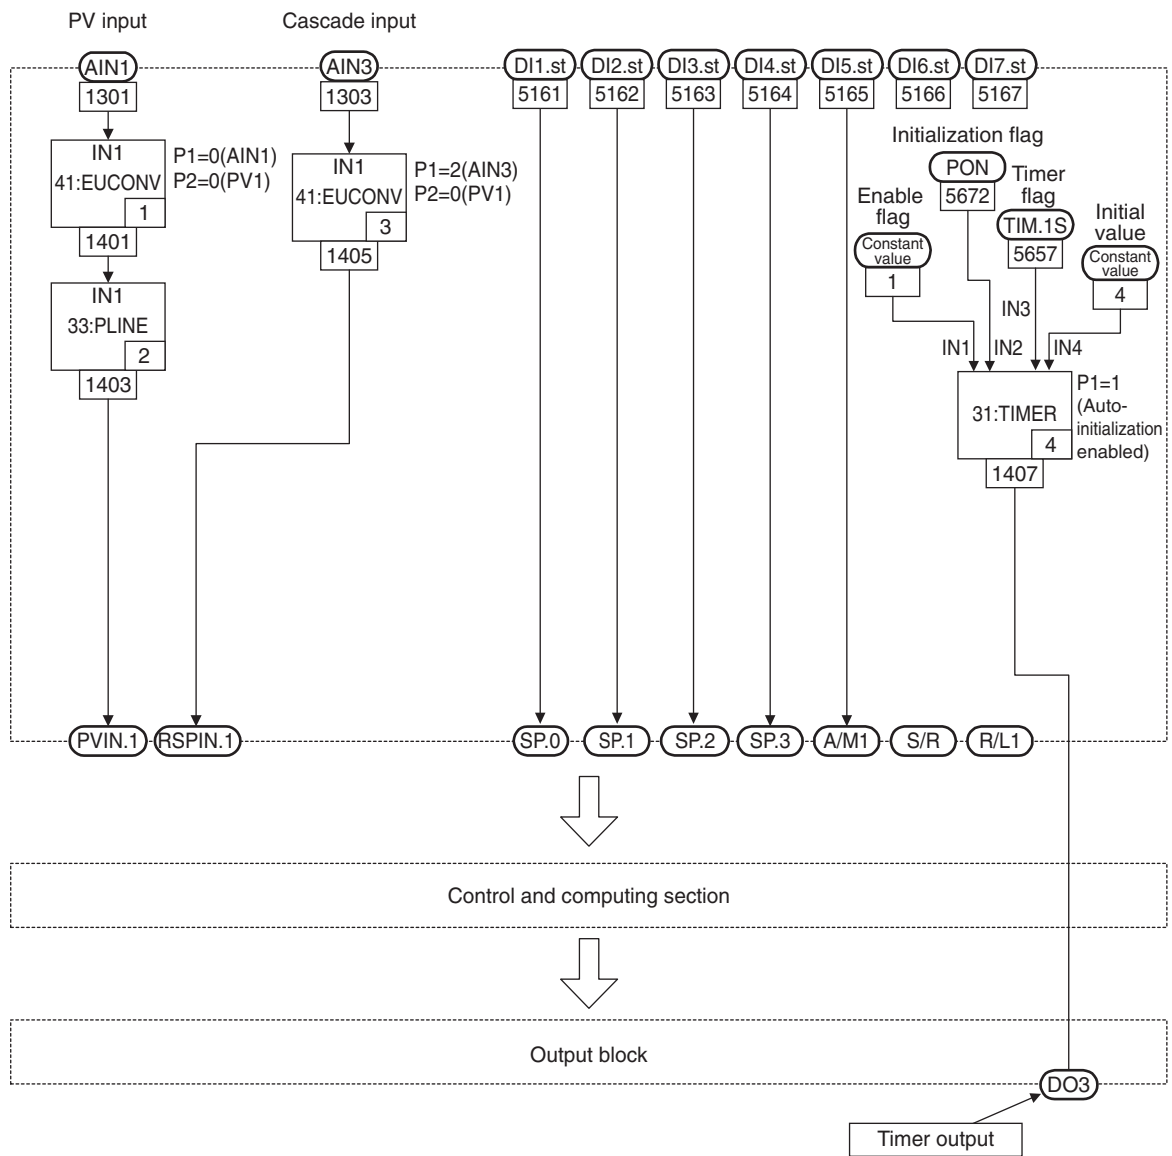 PV input
Cascade input
AIN1
AIN3
DI1.st
DI2.st
DI3.st
DI4.st
DI5.st
DI6.st
DI7.st
1301
1303
5161
5162
5163
5164
5165
5166
5167
IN1
41:EUCONV
1
P1=0(AIN1)
P2=0(PV1)
1401
IN1
33:PLINE
2
1403
IN1
41:EUCONV
3
P1=2(AIN3)
P2=0(PV1)
1405
Initialization flag
PON
5672
Enable
flag
Constant
value
1
Timer
flag
TIM.1S
5657
Initial
value
Constant
value
4
IN1
IN2
IN3
IN4
31:TIMER
4
P1=1
(Auto-
initialization
enabled)
1407
PVIN.1
RSPIN.1
SP.0
SP.1
SP.2
SP.3
A/M1
S/R
R/L1
Control and computing section
Output block
DO3
Timer output